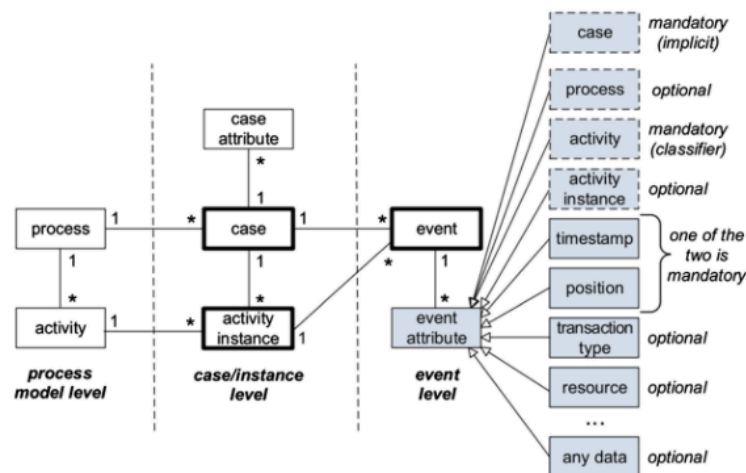 case
mandatory
(implicit)
process
optional
activity
mandatory
(classifier)
activity
instance
optional
timestamp
position
one of the
two is
mandatory
transaction
type
optional
resource
optional
...
any data
optional
case
attribute
*
1
process
1
*
case
1
*
event
1
*
1
*
*
1
*
activity
1
*
activity
instance
1
event
attribute
process
model level
case/instance
level
event
level